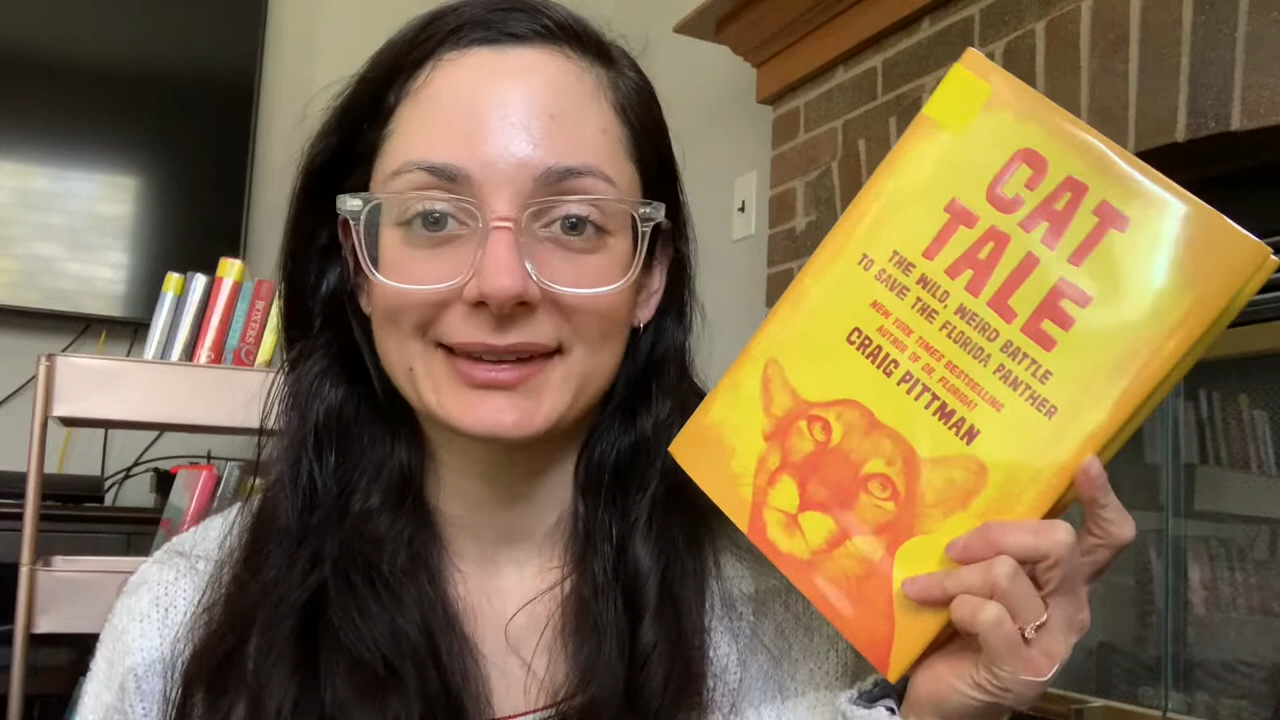 BOXERS
CAT
TALE
THE WILD, WEIRD BATTLE
TO SAVE THE FLORIDA PANTHER
NEW YORK TIMES BESTSELLING
AUTHOR OF OH, FLORIDA!
CRAIG PITTMAN